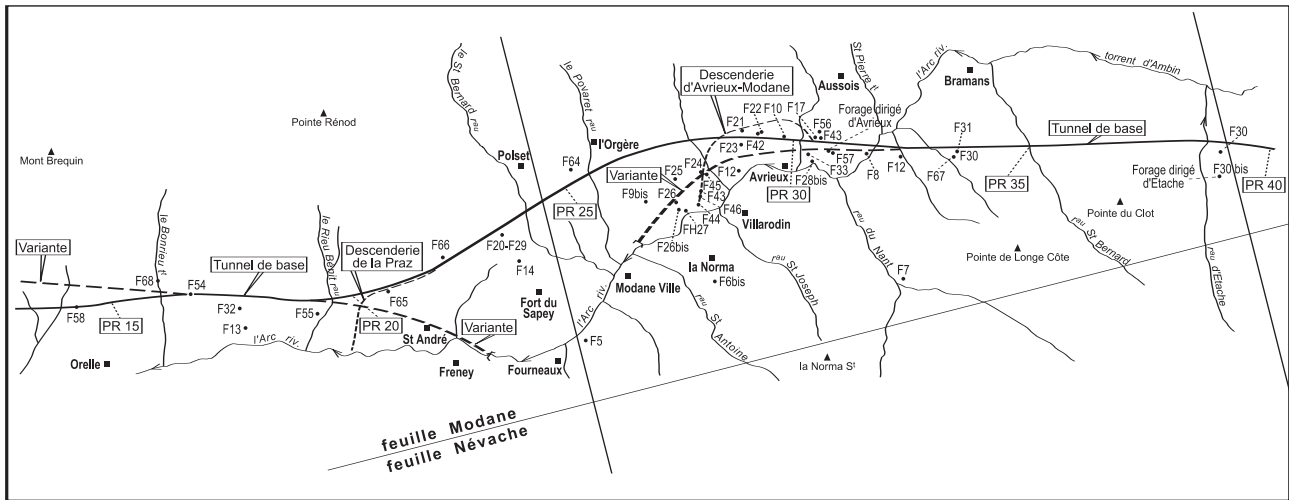 Mont Brequin
Pointe Rénod
le St Bernard rau
le Povaret rau
Polset
l'Orgère
F64
Descenderie
d'Avrieux-Modane
F21
F22
F10
F17
F56
F43
Aussois
St Pierre tt
Forage dirigé
d'Avrieux
l'Arc riv.
Bramans
torrent d'Ambin
F31
F30
Tunnel de base
F30
Forage dirigé
d'Etache
F30 bis
PR 40
F23
F42
F24
F25
F12
Variante
F9bis
F26
F45
F43
F44
F46
FH27
F26bis
Avrieux
PR 30
F28bis
F33
F57
F8
F12
F67
PR 35
Villarodin
PR 25
Variante
le Bonrieu tt
le Rieu Benoit rau
Descenderie
de la Praz
F66
F20-F29
F14
F68
F54
Tunnel de base
F58
PR 15
F32
F13
F55
PR 20
F65
St André
Variante
Fort du
Sapey
Modane Ville
la Norma
F6bis
rau St Joseph
rau du Nant
F7
Pointe de Longe Côte
Pointe du Clot
rau St Bernard
rau d'Etache
Orelle
l'Arc riv.
Freney
Fourneaux
l'Arc riv.
F5
rau St
Antoine
la Norma St
feuille Modane
feuille Névache